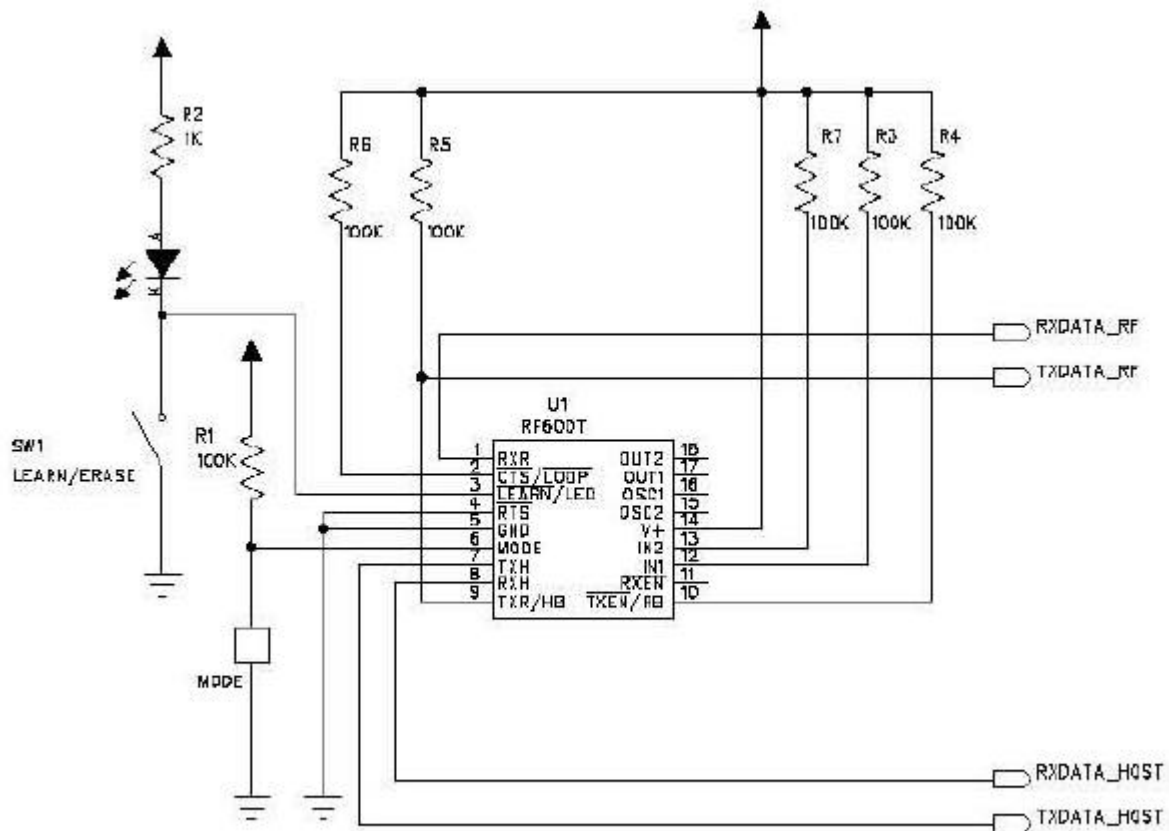 R2
1K
A
K
SW1
LEARN/ERASE
R1
100K
MODE
R6
100K
R5
100K
R7
100K
R3
100K
R4
100K
RXDATA_RF
TXDATA_RF
U1
RF600T
1 RXR
2 CTS/LOOP
3 LEARN/LED
4 RTS
5 GND
6 MODE
7 TXH
8 RXH
9 TXR/HB
OUT2 18
OUT1 17
OSC1 16
OSC2 15
V+ 14
IN2 13
IN1 12
RXEN 11
TXEN/RB 10
RXDATA_HOST
TXDATA_HOST